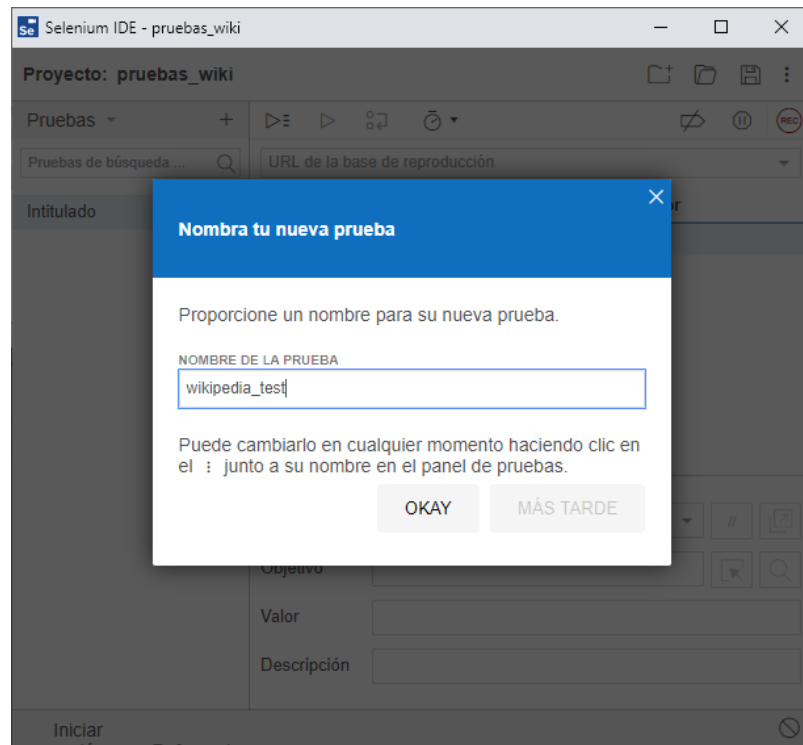 Selenium IDE - pruebas_wiki
Proyecto: pruebas_wiki
Pruebas
Pruebas de búsqueda ...
URL de la base de reproducción
REC
Intitulado
Nombra tu nueva prueba
Proporcione un nombre para su nueva prueba.
NOMBRE DE LA PRUEBA
wikipedia_test
Puede cambiarlo en cualquier momento haciendo clic en
el ⋮ junto a su nombre en el panel de pruebas.
OKAY
MÁS TARDE
//
Objetivo
Valor
Descripción
Iniciar